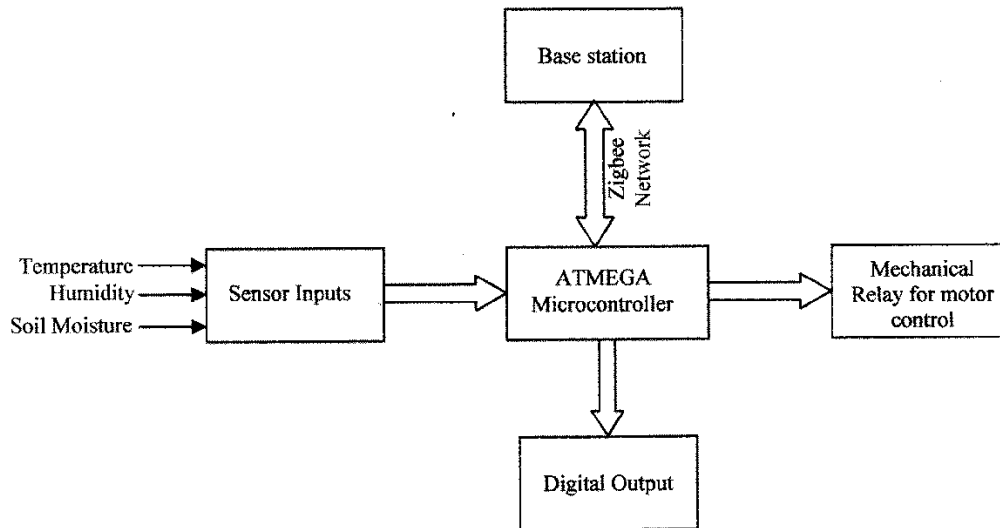 Base station
Zigbee
Network
Temperature
Humidity
Soil Moisture
Sensor Inputs
ATMEGA
Microcontroller
Mechanical
Relay for motor
control
Digital Output